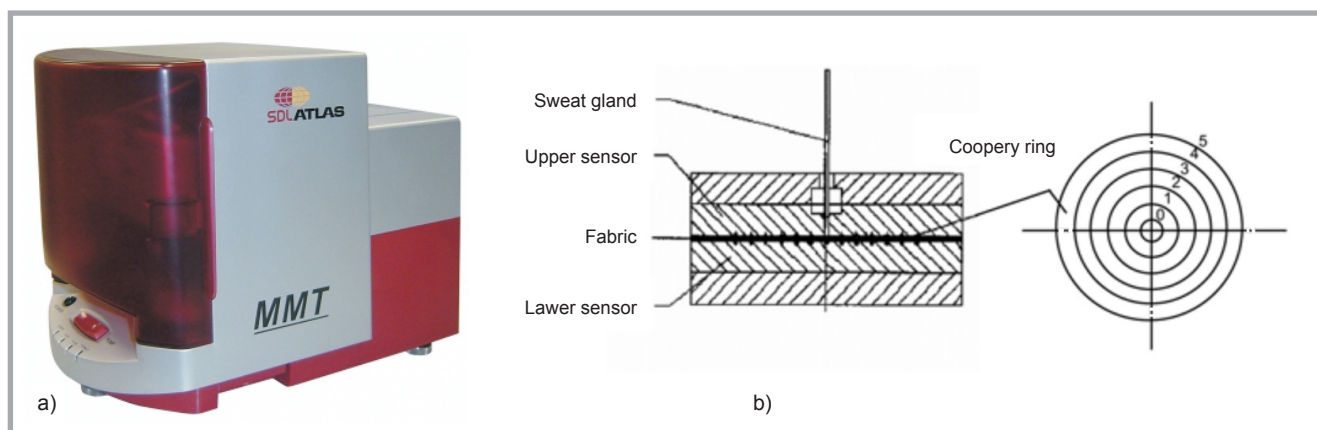 SDLATLAS
MMT
a)
Sweat gland
Upper sensor
Fabric
Lawer sensor
Coopery ring
5
4
3
2
1
0
b)